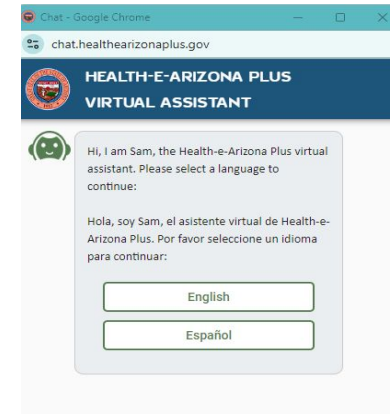 Chat - Google Chrome
chat.healthearizonaplus.gov
HEALTH-E-ARIZONA PLUS
VIRTUAL ASSISTANT
Hi, I am Sam, the Health-e-Arizona Plus virtual
assistant. Please select a language to
continue:
Hola, soy Sam, el asistente virtual de Health-e-
Arizona Plus. Por favor seleccione un idioma
para continuar:
English
Español